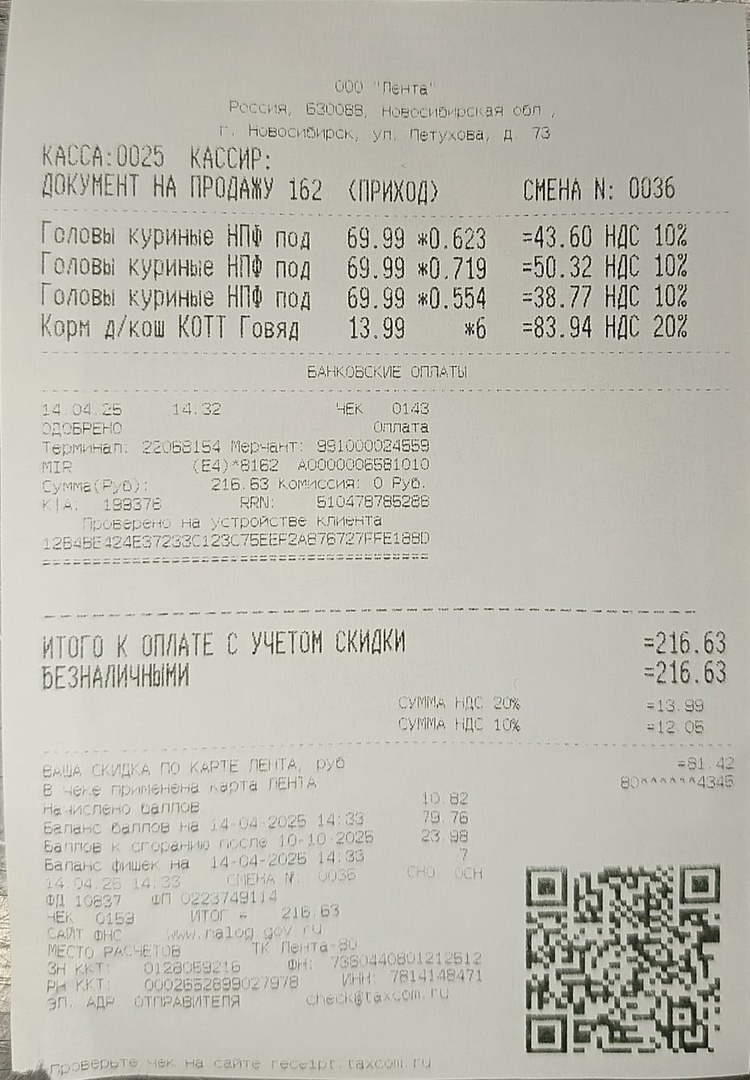 ООО "Лента"
Россия, 630088, Новосибирская обл.,
г. Новосибирск, ул. Петухова, д. 73
КАССА:0025 КАССИР:
ДОКУМЕНТ НА ПРОДАЖУ 162 (ПРИХОД) СМЕНА N: 0036
Головы куриные НПФ под 69.99 *0.623 =43.60 НДС 10%
Головы куриные НПФ под 69.99 *0.719 =50.32 НДС 10%
Головы куриные НПФ под 69.99 *0.554 =38.77 НДС 10%
Корм д/кош КОТТ Говяд 13.99 *6 =83.94 НДС 20%
БАНКОВСКИЕ ОПЛАТЫ
14.04.25 14:32 ЧЕК 0143
ОДОБРЕНО Оплата
Терминал: 22068154 Мерчант: 991000024559
MIR (E4)*8162 A0000006581010
Сумма(Руб): 216.63 Комиссия: 0 Руб.
К|А: 199376 RRN: 510478785288
Проверено на устройстве клиента
12B4BE424E37233C123C75EEF2AB76727FFE188D
ИТОГО К ОПЛАТЕ С УЧЕТОМ СКИДКИ =216.63
БЕЗНАЛИЧНЫМИ =216.63
СУММА НДС 20% =13.99
СУММА НДС 10% =12.05
ВАША СКИДКА ПО КАРТЕ ЛЕНТА, руб =81.42
В чеке применена карта ЛЕНТА 80******4345
Начислено баллов 10.82
Баланс баллов на 14-04-2025 14:33 79.76
Баллов к сгоранию после 10-10-2025 23.98
Баланс фишек на 14-04-2025 14:33 7
14.04.25 14:33 СМЕНА N: 0036 СНО ОСН
ФД 10837 ФП 0223749114
ЧЕК 0159 ИТОГ = 216.63
САЙТ ФНС www.nalog.gov.ru
МЕСТО РАСЧЕТОВ ТК Лента-80
ЗН ККТ: 0128059216 ФН: 7380440801212512
РН ККТ: 0002652899027978 ИНН: 7814148471
ЭЛ. АДР. ОТПРАВИТЕЛЯ check@taxcom.ru
Проверьте чек на сайте receipt.taxcom.ru